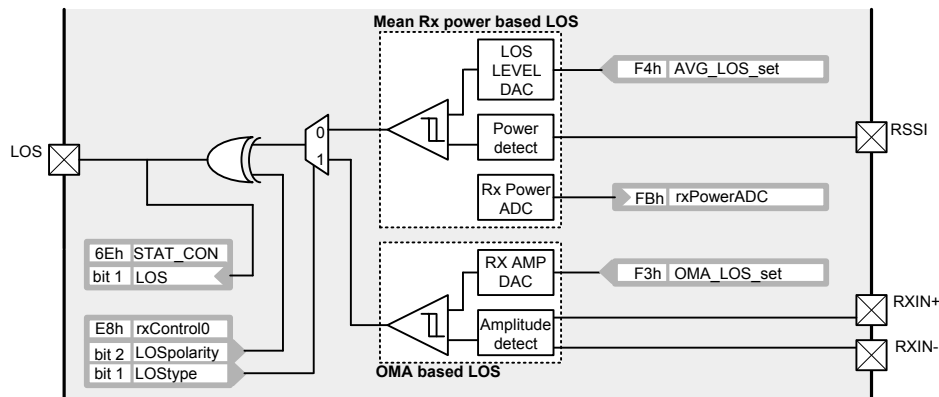 Mean Rx power based LOS
LOS
LEVEL
DAC
F4h AVG_LOS_set
0
1
Power
detect
RSSI
LOS
Rx Power
ADC
FBh rxPowerADC
6Eh STAT_CON
bit 1 LOS
RX AMP
DAC
F3h OMA_LOS_set
RXIN+
E8h rxControl0
bit 2 LOSpolarity
bit 1 LOStype
Amplitude
detect
RXIN-
OMA based LOS